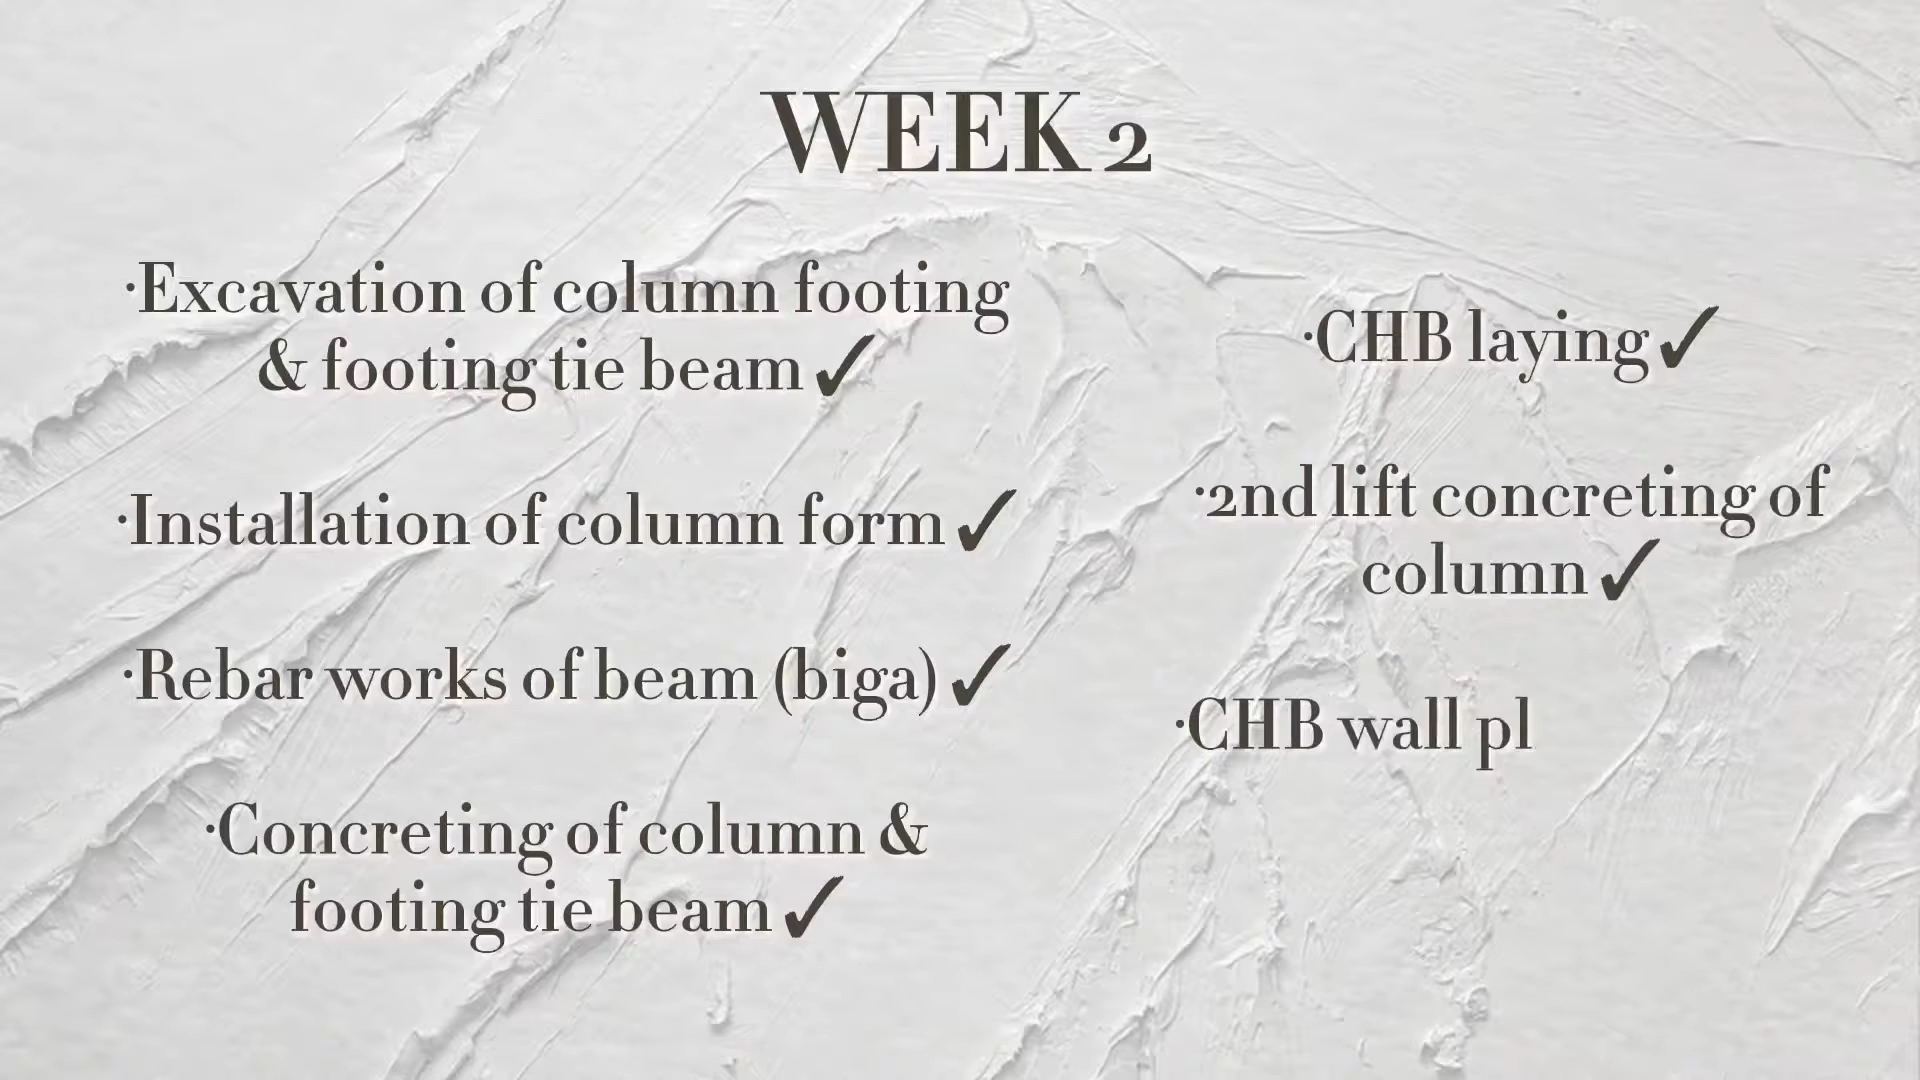 WEEK 2
·Excavation of column footing
& footing tie beam ✓
·Installation of column form ✓
·Rebar works of beam (biga) ✓
·Concreting of column &
footing tie beam ✓
·CHB laying ✓
·2nd lift concreting of
column ✓
·CHB wall pl